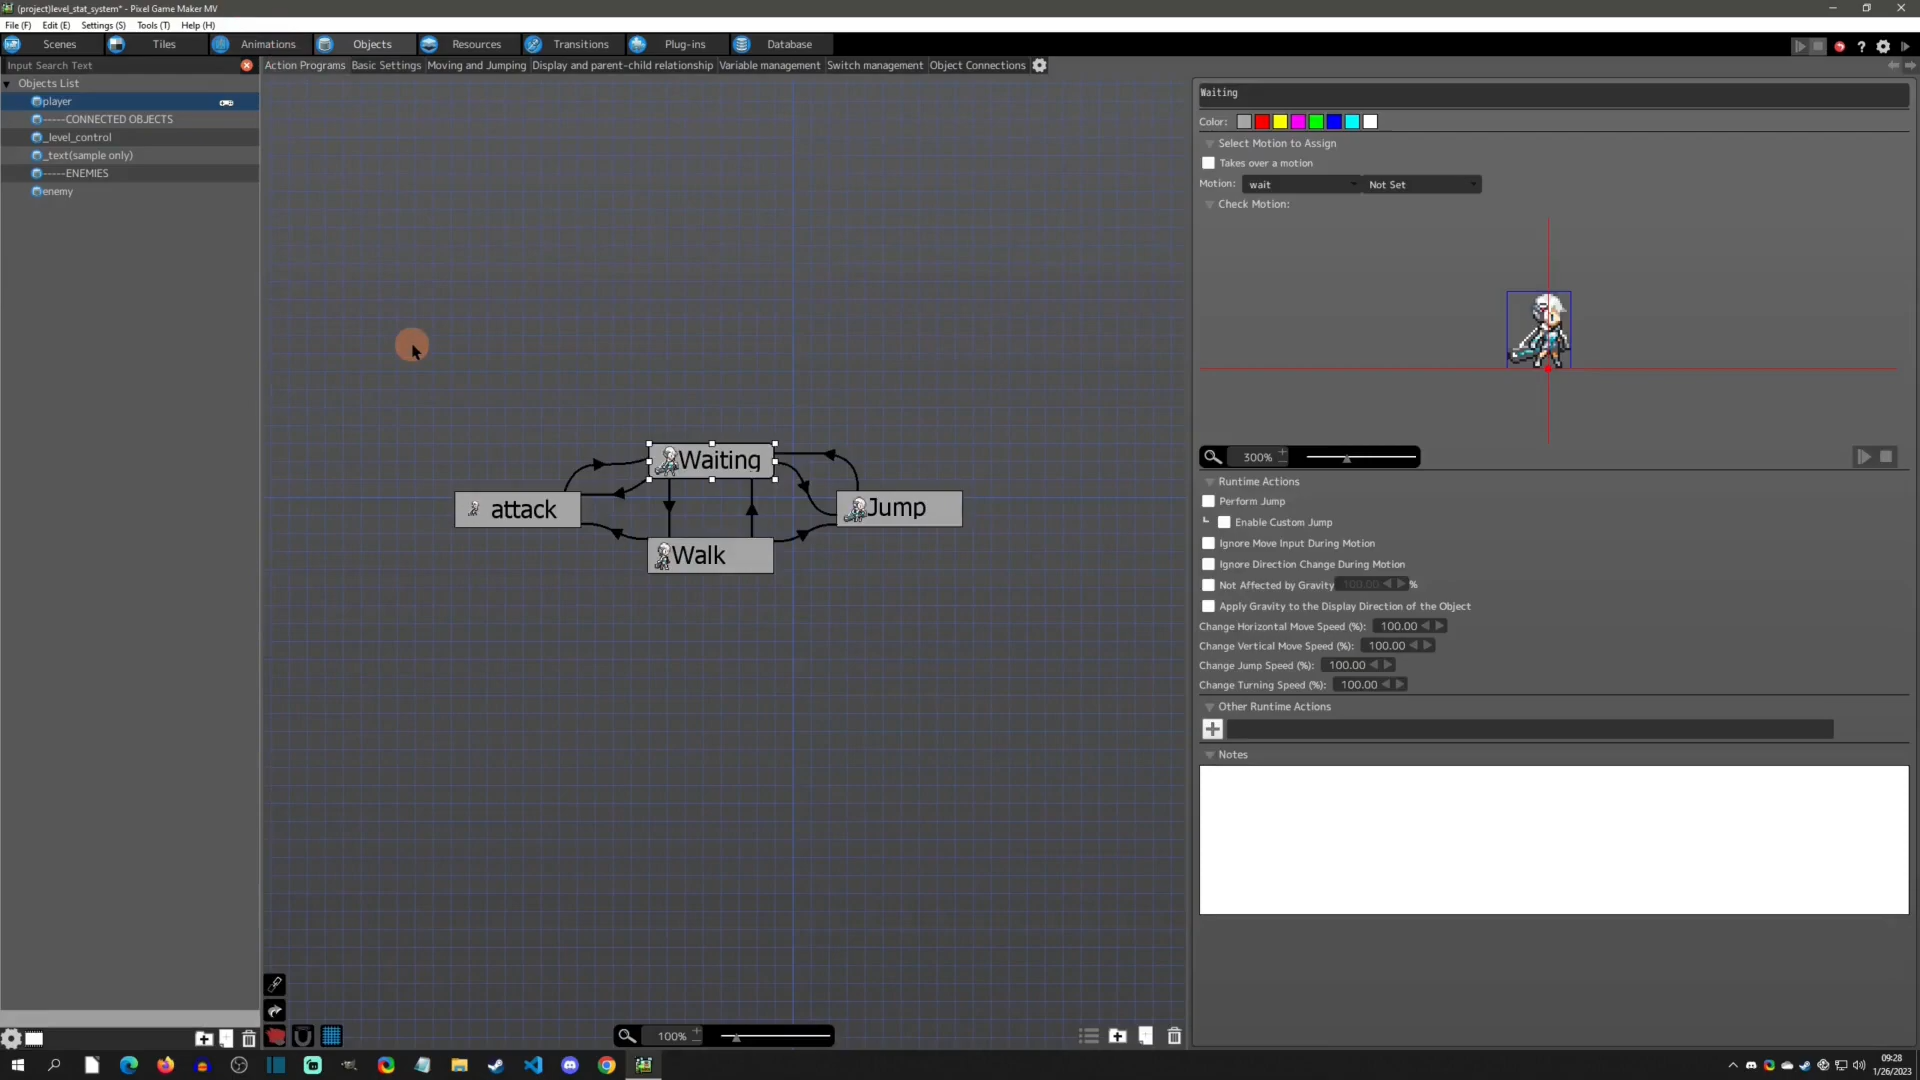 (project)level_stat_system* - Pixel Game Maker MV
File (F) Edit (E) Settings (S) Tools (T) Help (H)
Scenes Tiles Animations Objects Resources Transitions Plug-ins Database
Input Search Text
Action Programs Basic Settings Moving and Jumping Display and parent-child relationship Variable management Switch management Object Connections
Objects List
player
-----CONNECTED OBJECTS
_level_control
_text(sample only)
-----ENEMIES
enemy
Waiting
attack
Jump
Walk
100%
Waiting
Color:
Select Motion to Assign
Takes over a motion
Motion: wait Not Set
Check Motion:
300%
Runtime Actions
Perform Jump
Enable Custom Jump
Ignore Move Input During Motion
Ignore Direction Change During Motion
Not Affected by Gravity 100.00 %
Apply Gravity to the Display Direction of the Object
Change Horizontal Move Speed (%): 100.00
Change Vertical Move Speed (%): 100.00
Change Jump Speed (%): 100.00
Change Turning Speed (%): 100.00
Other Runtime Actions
Notes
09:28
1/26/2023